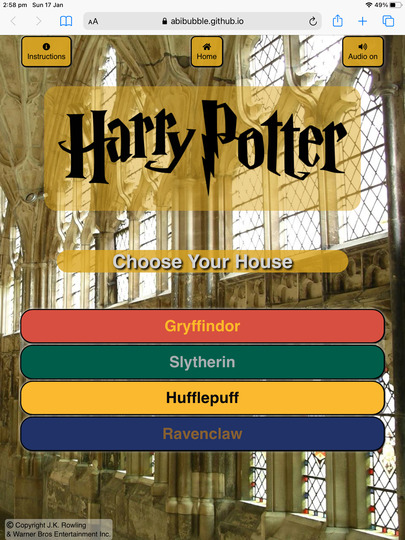 2:58 pm Sun 17 Jan
49%
AA
abibubble.github.io
Instructions
Home
Audio on
Harry Potter
Choose Your House
Gryffindor
Slytherin
Hufflepuff
Ravenclaw
© Copyright J.K. Rowling
& Warner Bros Entertainment Inc.